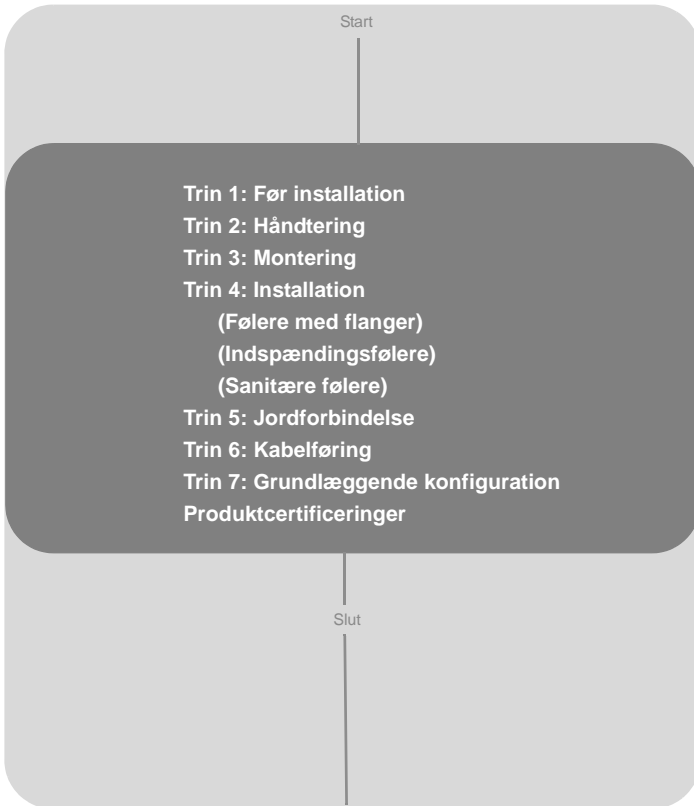 Start
Trin 1: Før installation
Trin 2: Håndtering
Trin 3: Montering
Trin 4: Installation
(Følere med flanger)
(Indspændingsfølere)
(Sanitære følere)
Trin 5: Jordforbindelse
Trin 6: Kabelføring
Trin 7: Grundlæggende konfiguration
Produktcertificeringer
Slut